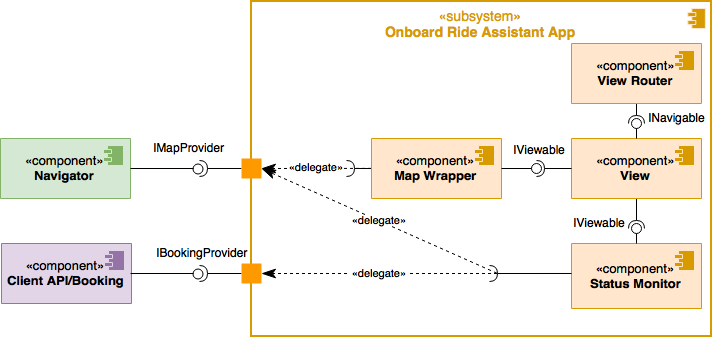 «subsystem»
Onboard Ride Assistant App
«component»
View Router
INavigable
IMapProvider
«component»
Navigator
«delegate»
«component»
Map Wrapper
IViewable
«component»
View
«delegate»
IViewable
IBookingProvider
«component»
Client API/Booking
«delegate»
«component»
Status Monitor